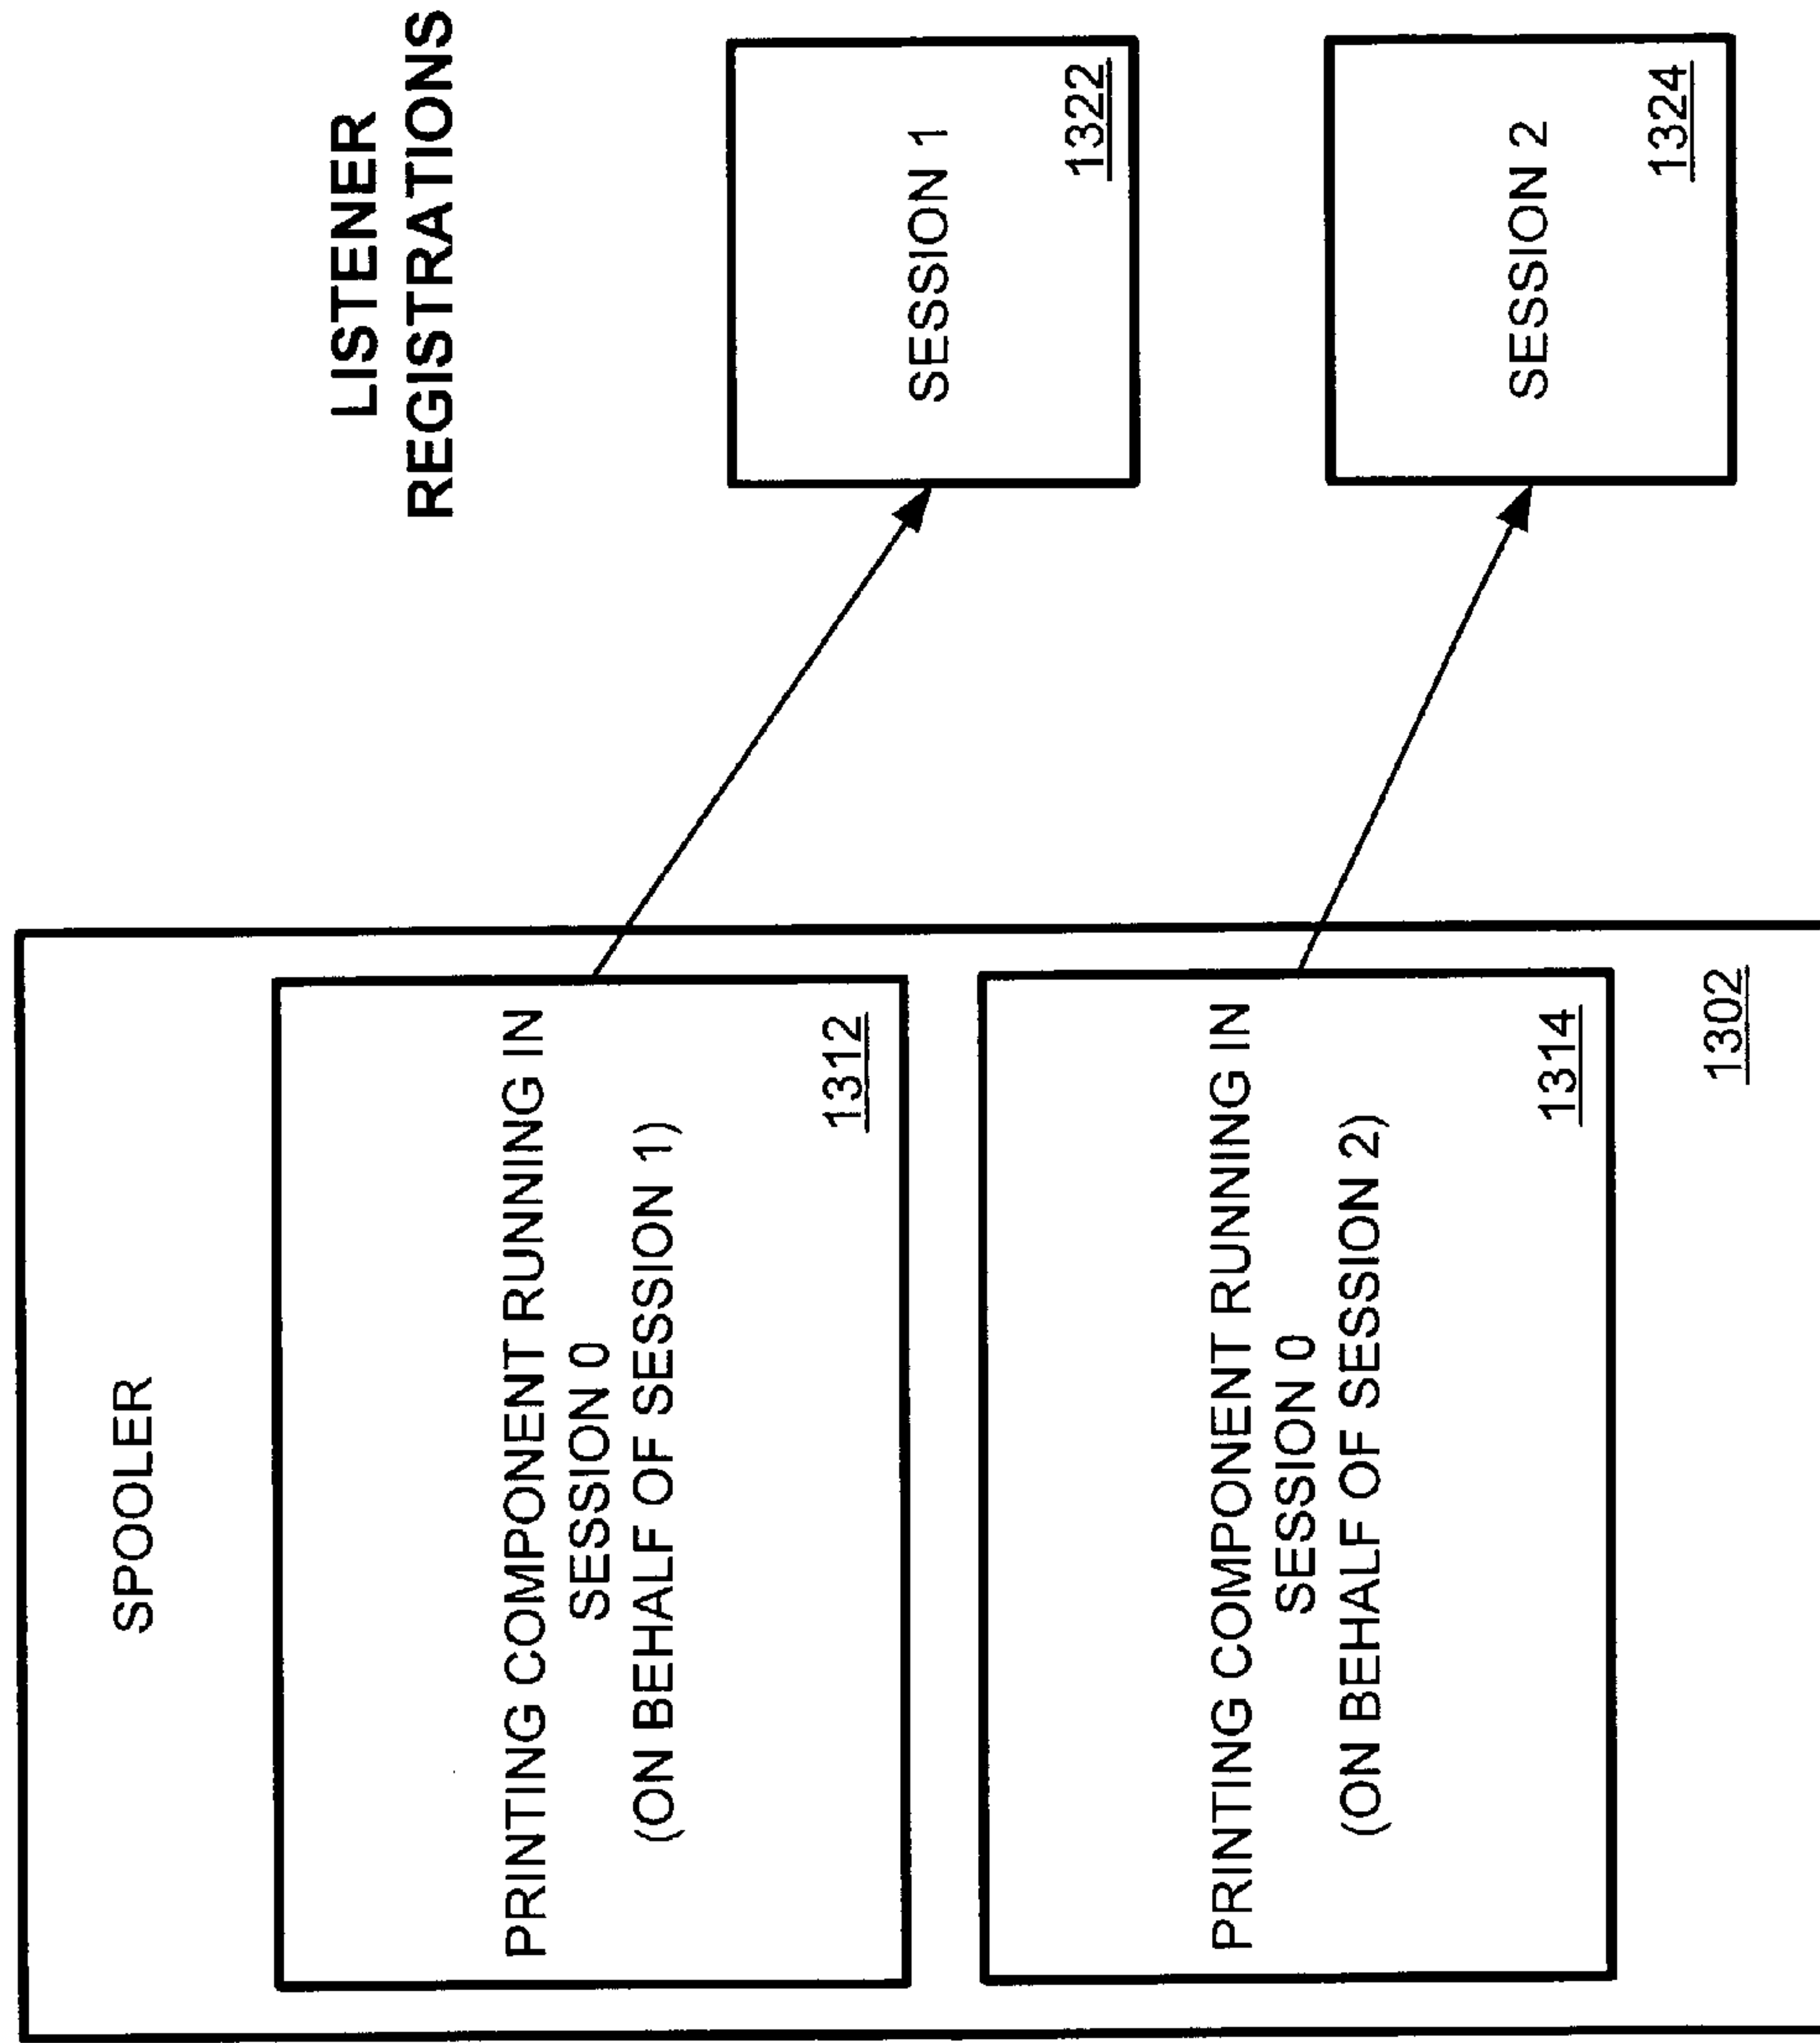 SPOOLER
PRINTING COMPONENT RUNNING IN
SESSION 0
(ON BEHALF OF SESSION 1)
1312
PRINTING COMPONENT RUNNING IN
SESSION 0
(ON BEHALF OF SESSION 2)
1314
1302
LISTENER
REGISTRATIONS
SESSION 1
1322
SESSION 2
1324